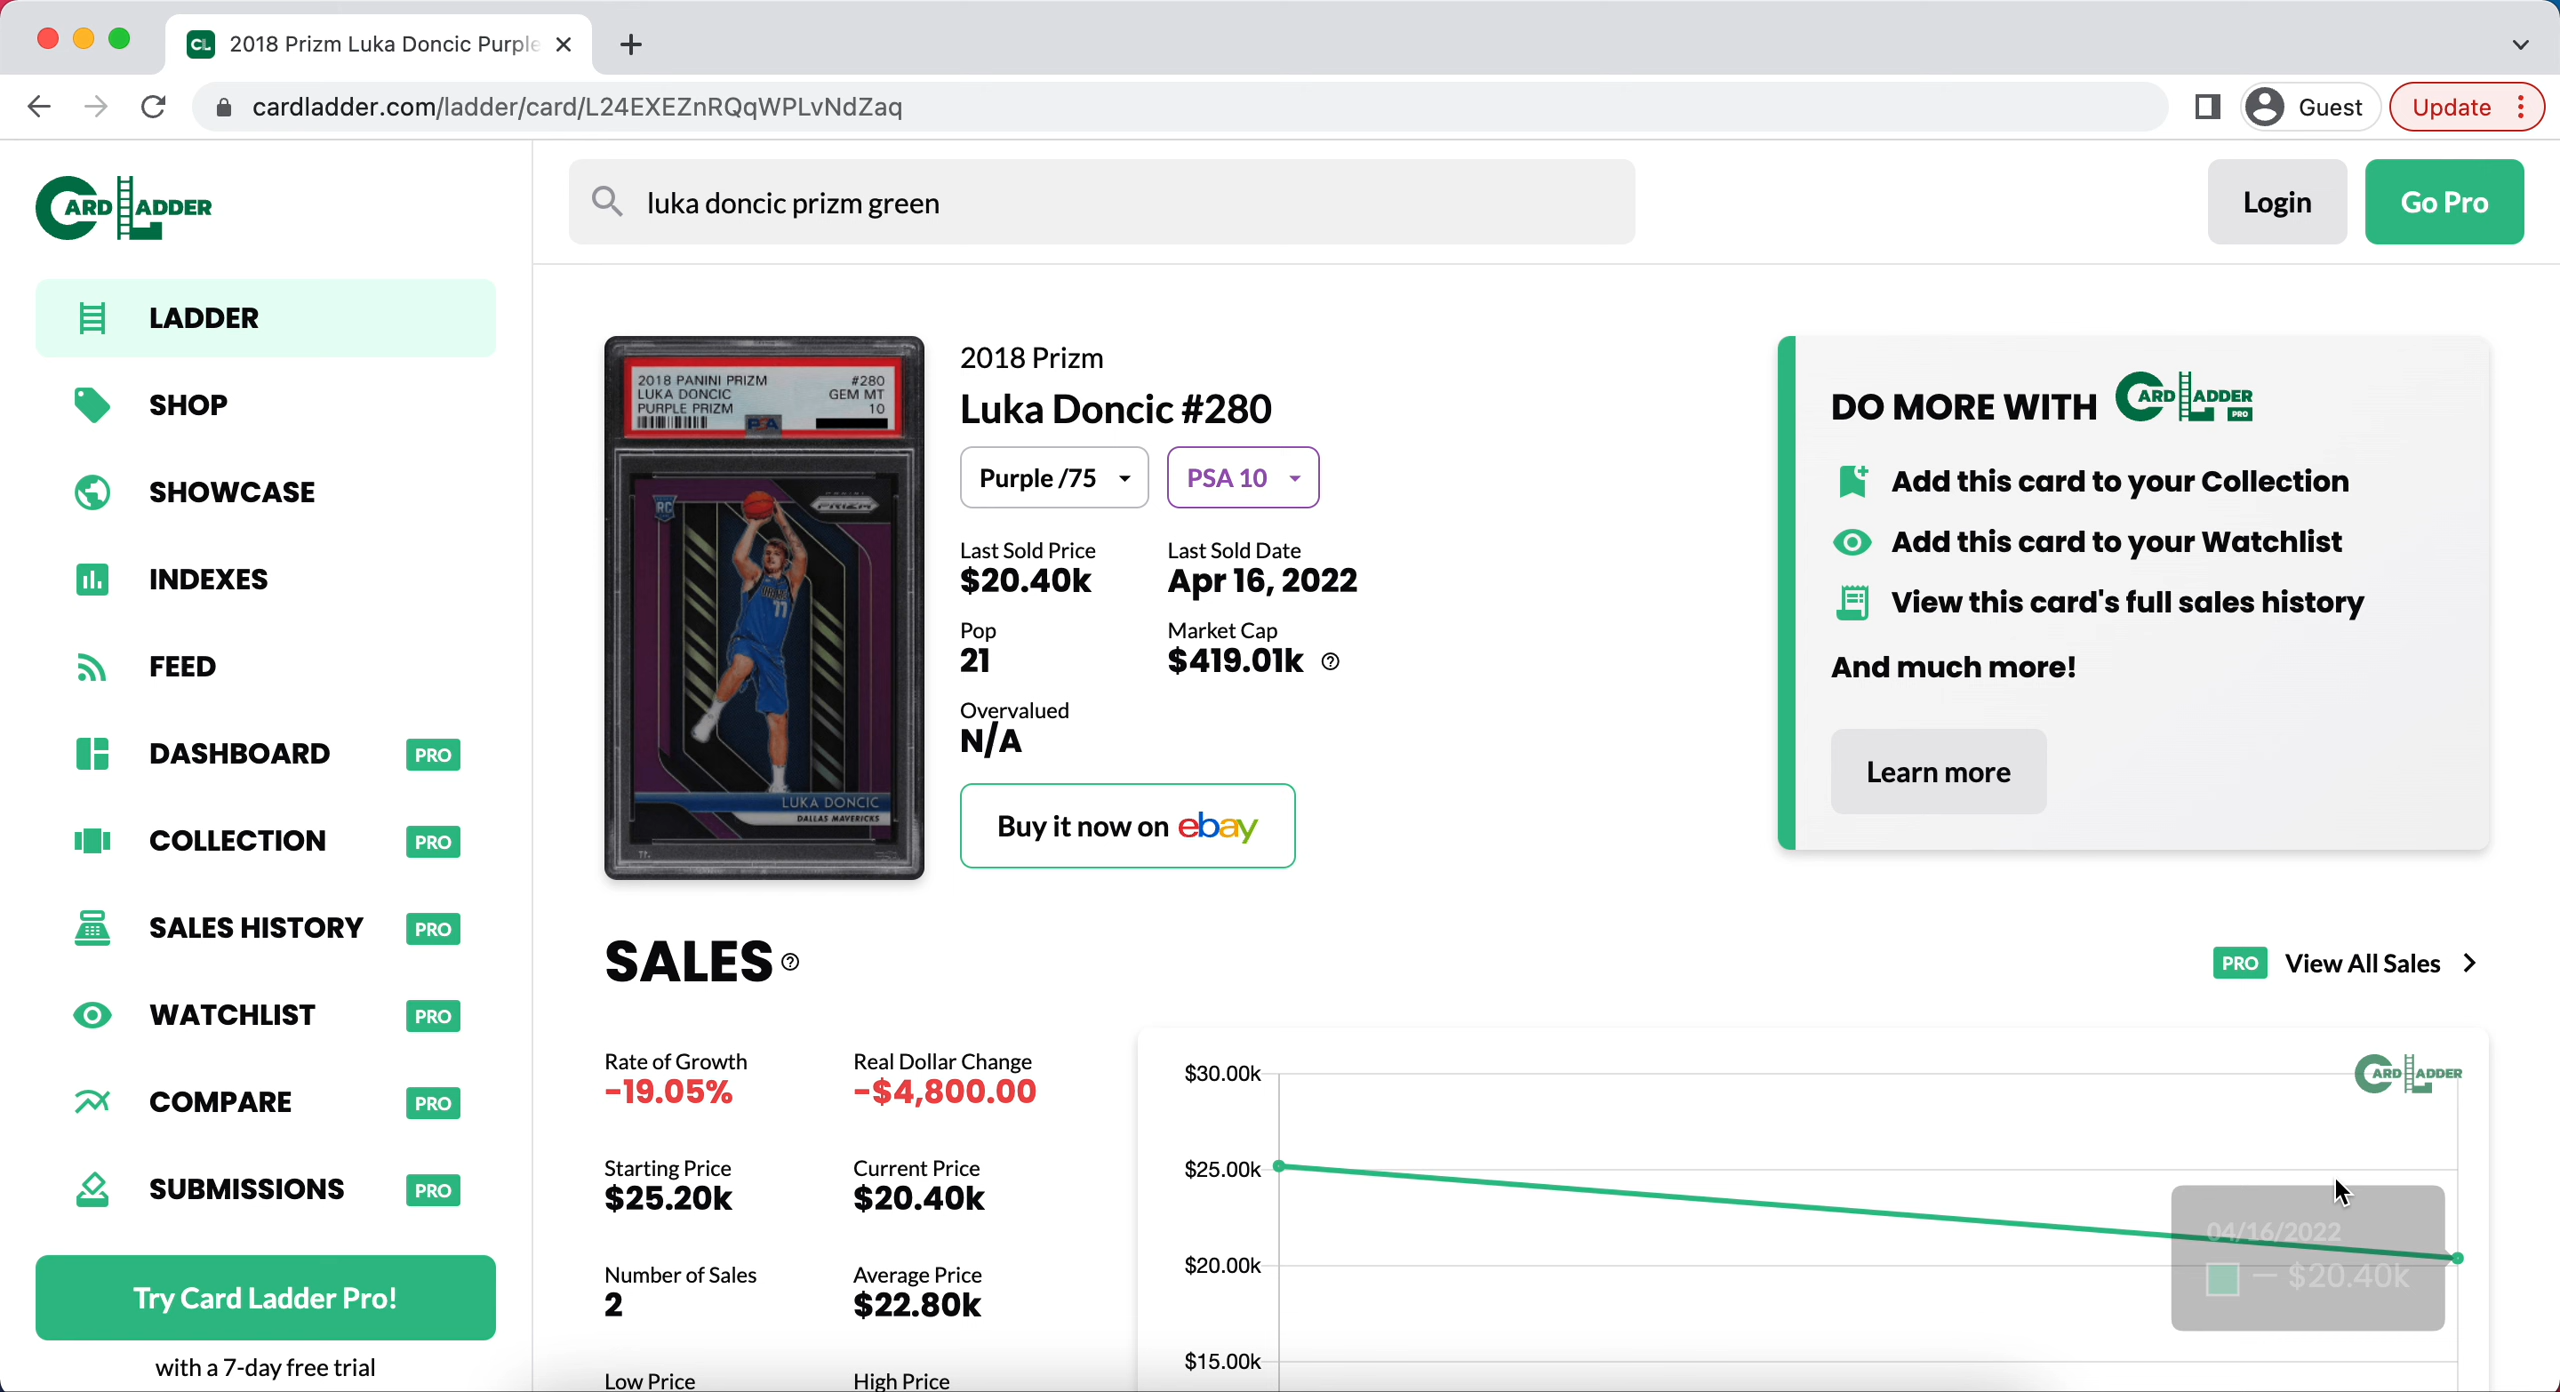 2018 Prizm Luka Doncic Purple
cardladder.com/ladder/card/L24EXEZnRQqWPLvNdZaq
Guest
Update
CARD LADDER
luka doncic prizm green
Login
Go Pro
LADDER
SHOP
SHOWCASE
INDEXES
FEED
DASHBOARD PRO
COLLECTION PRO
SALES HISTORY PRO
WATCHLIST PRO
COMPARE PRO
SUBMISSIONS PRO
Try Card Ladder Pro!
with a 7-day free trial
2018 PANINI PRIZM #280
LUKA DONCIC GEM MT
PURPLE PRIZM 10
PSA
RC
PRIZM
11
LUKA DONCIC
DALLAS MAVERICKS
2018 Prizm
Luka Doncic #280
Purple /75
PSA 10
Last Sold Price Last Sold Date
$20.40k Apr 16, 2022
Pop Market Cap
21 $419.01k
Overvalued
N/A
Buy it now on ebay
DO MORE WITH CARD LADDER PRO
Add this card to your Collection
Add this card to your Watchlist
View this card's full sales history
And much more!
Learn more
SALES
PRO View All Sales
Rate of Growth Real Dollar Change
-19.05% -$4,800.00
Starting Price Current Price
$25.20k $20.40k
Number of Sales Average Price
2 $22.80k
Low Price High Price
CARD LADDER
$30.00k
$25.00k
$20.00k
$15.00k
04/16/2022
— $20.40k